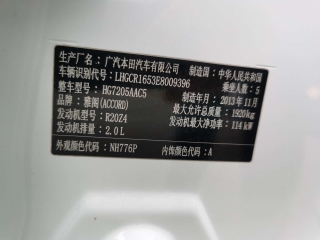 生产厂名：广汽本田汽车有限公司 制造国：中华人民共和国
车辆识别代号：LHGCR1653E8009396 乘坐人数：5
整车型号：HG7205AAC5 制造年月：2013年11月
品牌：雅阁(ACCORD) 最大允许总质量：1920kg
发动机型号：R20Z4 发动机最大净功率：114kW
发动机排量：2.0L
外观颜色代码：NH776P 内饰颜色代码：A